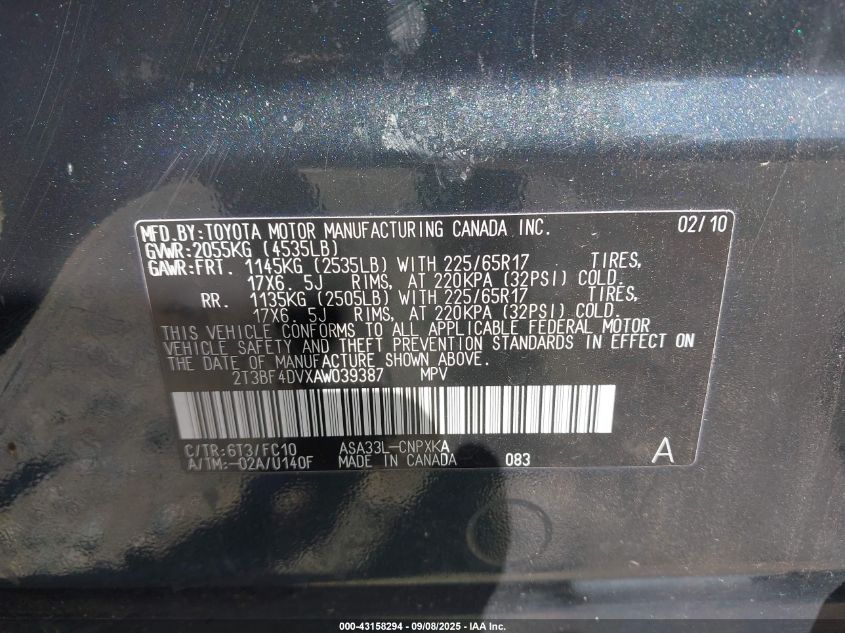 MFD.BY:TOYOTA MOTOR MANUFACTURING CANADA INC. 02/10
GVWR:2055KG (4535LB)
GAWR:FRT. 1145KG (2535LB) WITH 225/65R17 TIRES,
17X6. 5J RIMS, AT 220KPA (32PSI) COLD.
RR. 1135KG (2505LB) WITH 225/65R17 TIRES,
17X6. 5J RIMS, AT 220KPA (32PSI) COLD.
THIS VEHICLE CONFORMS TO ALL APPLICABLE FEDERAL MOTOR
VEHICLE SAFETY AND THEFT PREVENTION STANDARDS IN EFFECT ON
THE DATE OF MANUFACTURE SHOWN ABOVE.
2T3BF4DVXAW039387 MPV
C/TR:6T3/FC10 ASA33L-CNPXKA
A/TM:-02A/U140F MADE IN CANADA 083 A
000-43158294 - 09/08/2025 - IAA Inc.